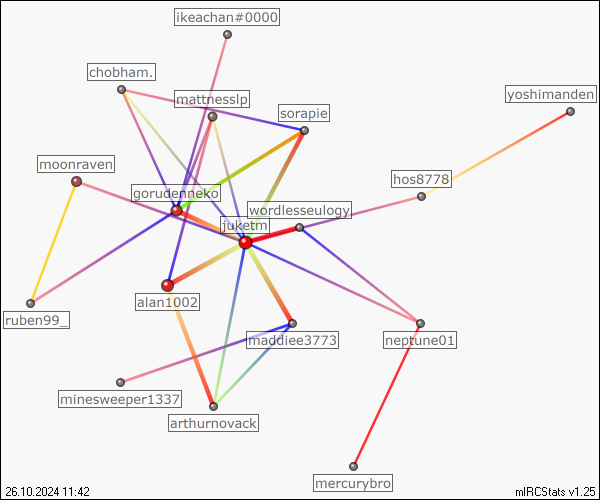 ikeachan#0000
chobham.
mattnesslp
yoshimanden
sorapie
moonraven
hos8778
gorudenneko
wordlesseulogy
juketm
alan1002
ruben99_
maddiee3773
neptune01
minesweeper1337
arthurnovack
mercurybro
26.10.2024 11:42
mIRCStats v1.25